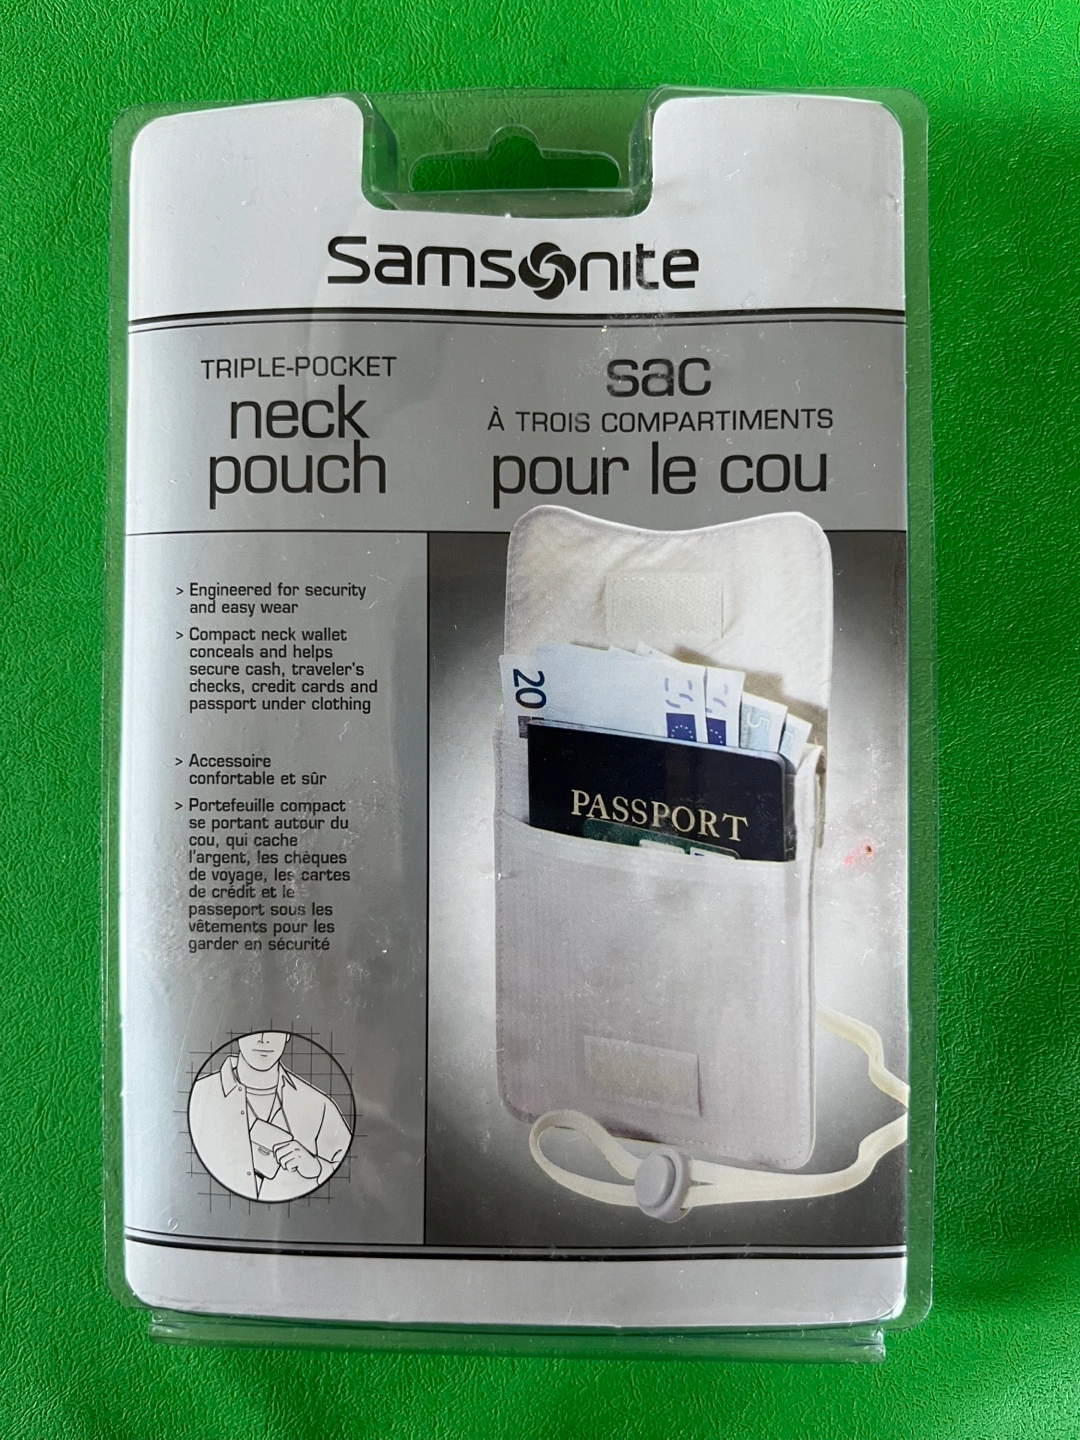 Samsonite
TRIPLE-POCKET
neck
pouch
sac
À TROIS COMPARTIMENTS
pour le cou
> Engineered for security
and easy wear
> Compact neck wallet
conceals and helps
secure cash, traveler's
checks, credit cards and
passport under clothing
> Accessoire
confortable et sûr
> Portefeuille compact
se portant autour du
cou, qui cache
l'argent, les chèques
de voyage, les cartes
de crédit et le
passeport sous les
vêtements pour les
garder en sécurité
20
5
PASSPORT